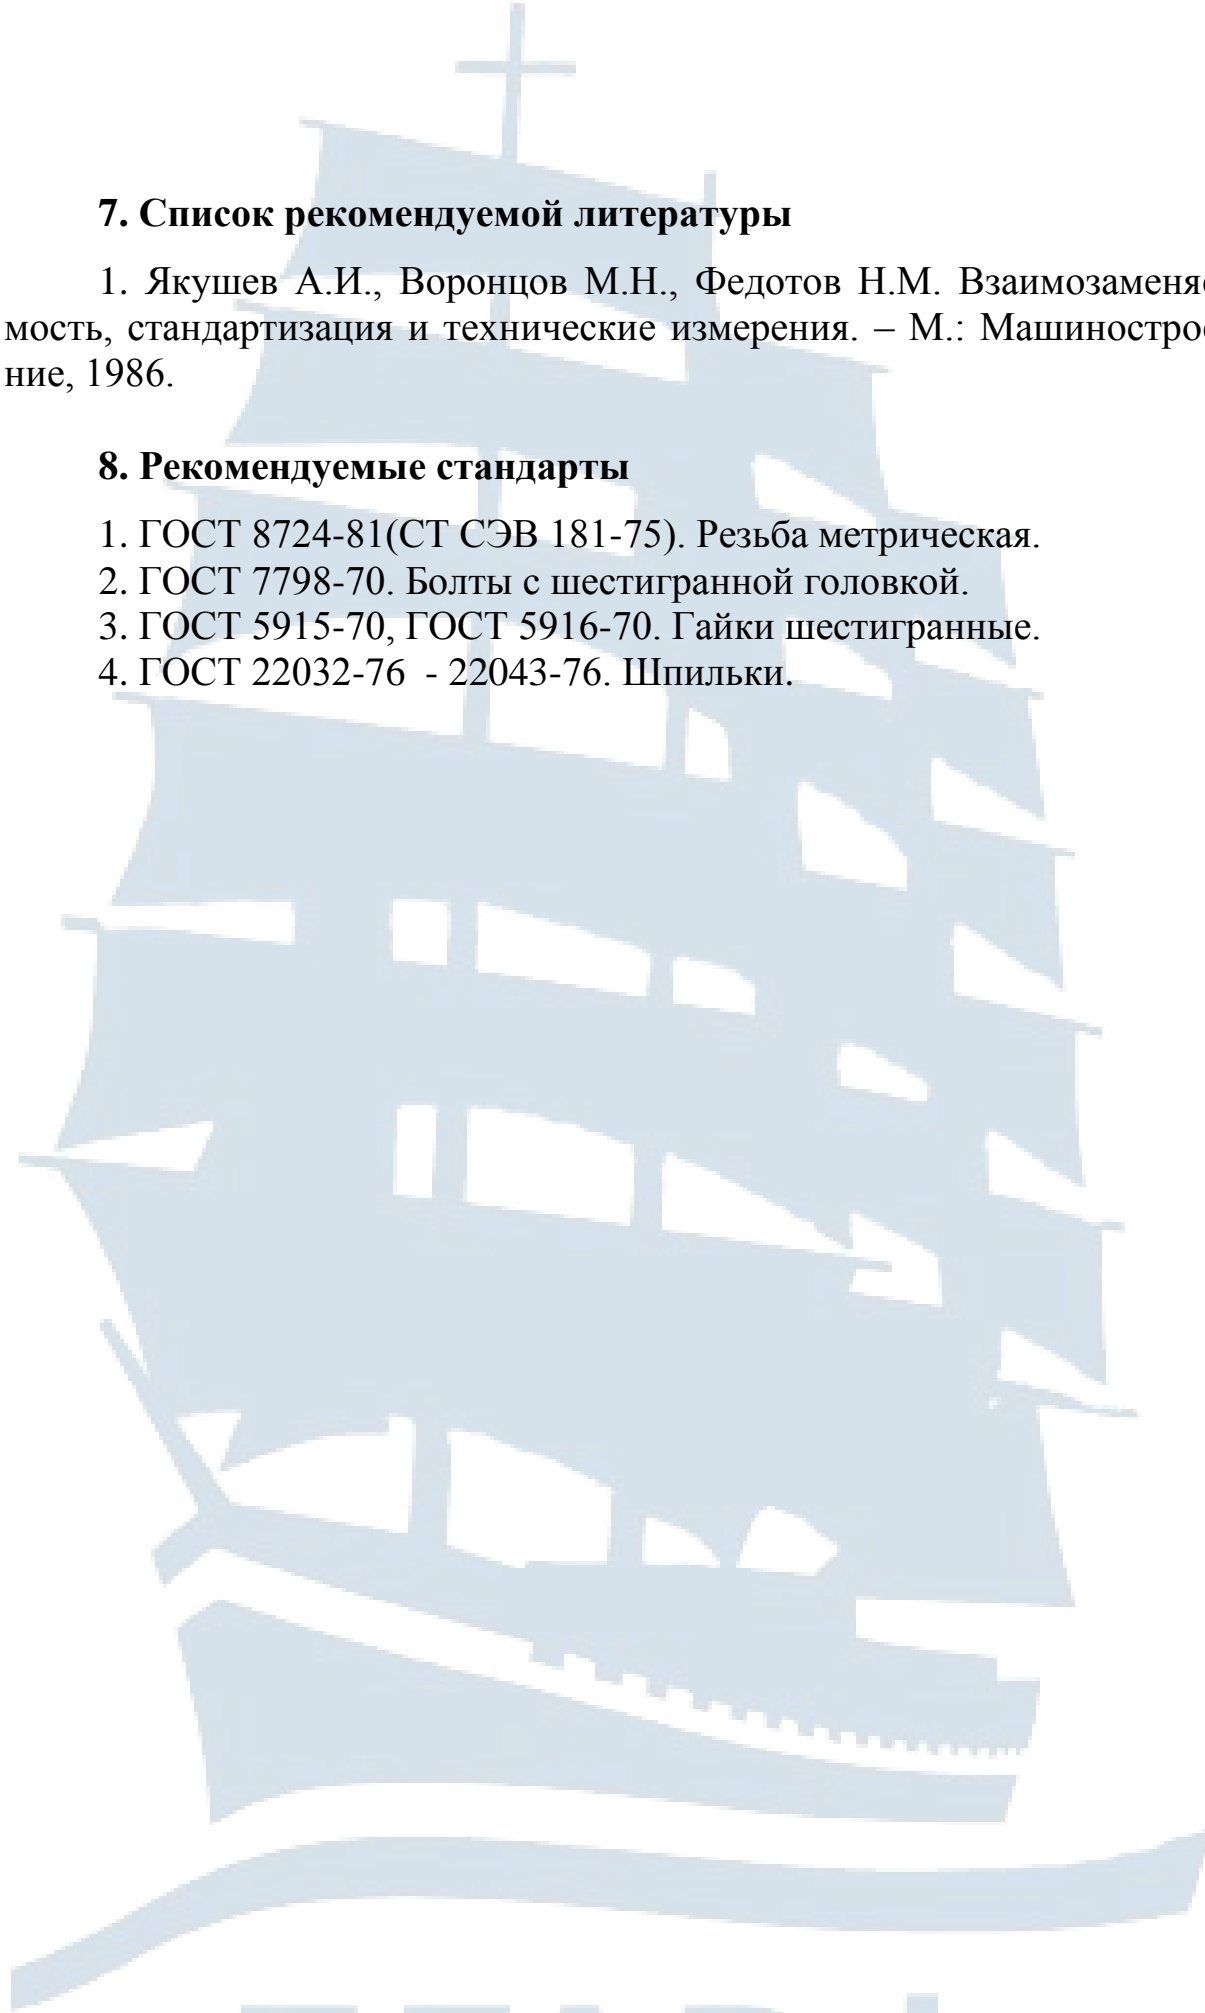 7. Список рекомендуемой литературы
1. Якушев А.И., Воронцов М.Н., Федотов Н.М. Взаимозаменяе
мость, стандартизация и технические измерения. – М.: Машинострое
ние, 1986.
8. Рекомендуемые стандарты
1. ГОСТ 8724-81(СТ СЭВ 181-75). Резьба метрическая.
2. ГОСТ 7798-70. Болты с шестигранной головкой.
3. ГОСТ 5915-70, ГОСТ 5916-70. Гайки шестигранные.
4. ГОСТ 22032-76  - 22043-76. Шпильки.